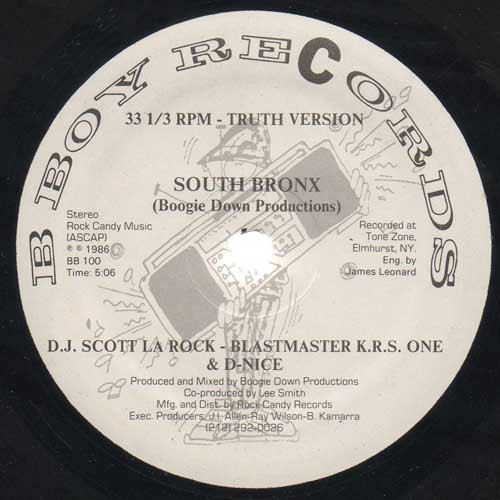 B BOY RECORDS
33 1/3 RPM - TRUTH VERSION
SOUTH BRONX
(Boogie Down Productions)
Stereo
Rock Candy Music
(ASCAP)
℗ © 1986
BB 100
Time: 5:06
Recorded at
Tone Zone,
Elmhurst, NY.
Eng. by
James Leonard
D.J. SCOTT LA ROCK - BLASTMASTER K.R.S. ONE
& D-NICE
Produced and Mixed by Boogie Down Productions
Co-produced by Lee Smith
Mfg. and Dist. by Rock Candy Records
Exec. Producers, J.I. Allen-Ray Wilson-B. Kamarra
(212) 292-0026